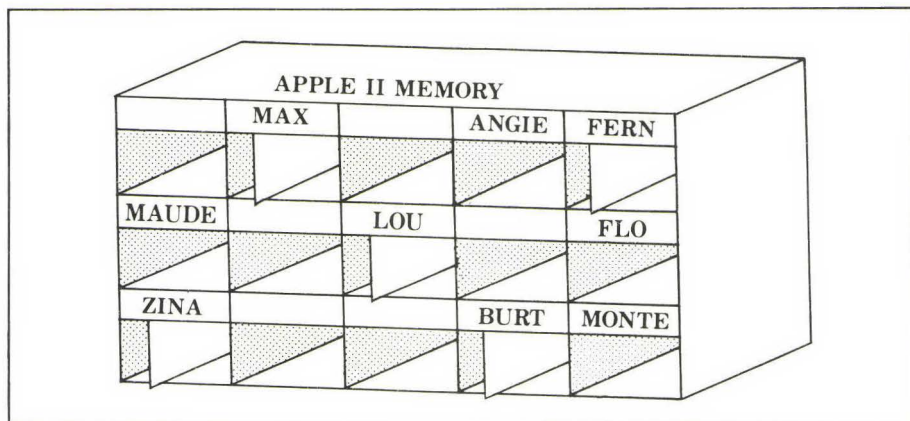 APPLE II MEMORY
MAX ANGIE FERN
MAUDE LOU FLO
ZINA BURT MONTE